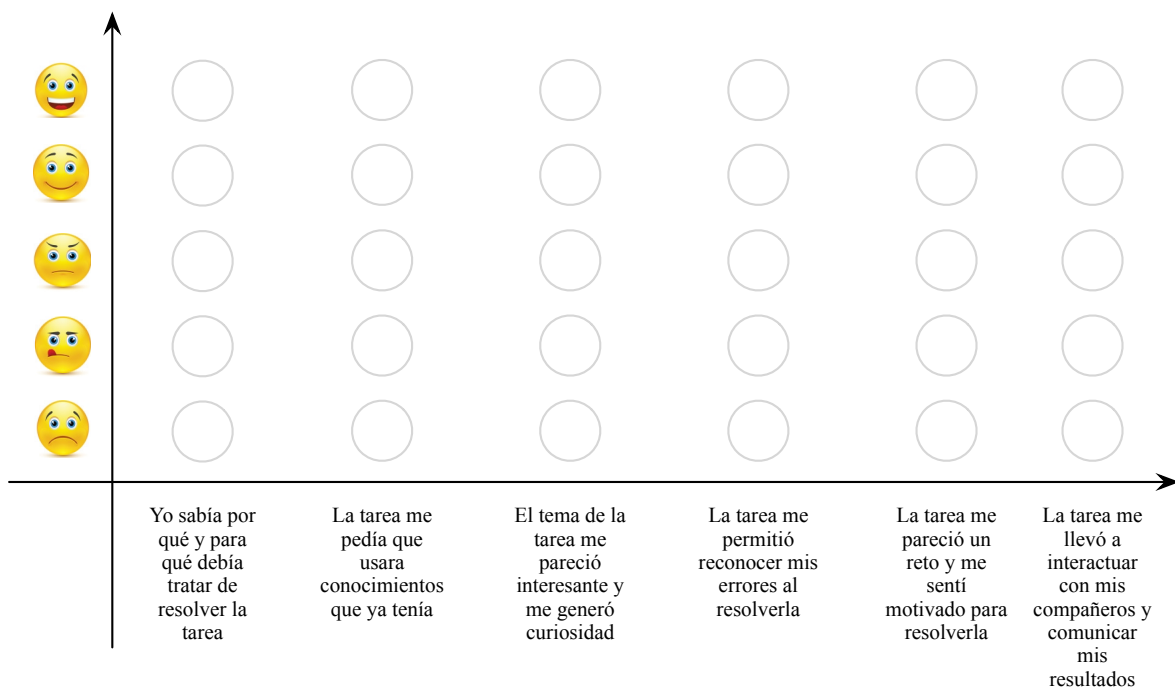 Yo sabía por
qué y para
qué debía
tratar de
resolver la
tarea
La tarea me
pedía que
usara
conocimientos
que ya tenía
El tema de la
tarea me
pareció
interesante y
me generó
curiosidad
La tarea me
permitió
reconocer mis
errores al
resolverla
La tarea me
pareció un
reto y me
sentí
motivado para
resolverla
La tarea me
llevó a
interactuar
con mis
compañeros y
comunicar
mis
resultados